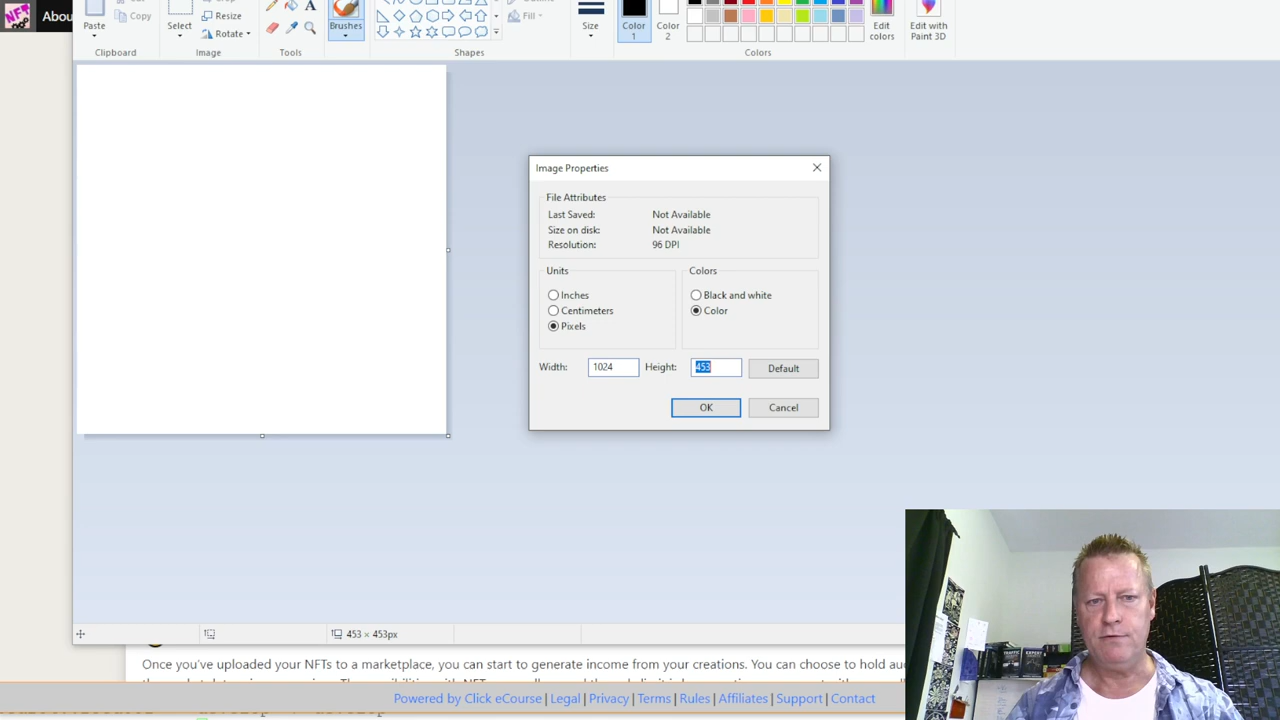 Abou
Paste
Copy
Select
Resize
Rotate
A
Brushes
Outline
Fill
Size
Color
1
Color
2
Edit
colors
Edit with
Paint 3D
Clipboard
Image
Tools
Shapes
Colors
Image Properties
File Attributes
Last Saved: Not Available
Size on disk: Not Available
Resolution: 96 DPI
Units
Colors
Inches
Black and white
Centimeters
Color
Pixels
Width: 1024 Height: 453 Default
OK Cancel
453 × 453px
Once you've uploaded your NFTs to a marketplace, you can start to generate income from your creations. You can choose to hold auc
Powered by Click eCourse | Legal | Privacy | Terms | Rules | Affiliates | Support | Contact